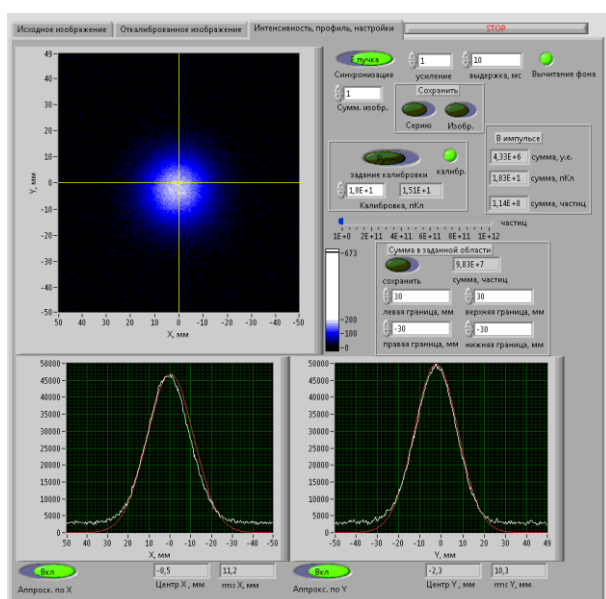 Исходное изображение Откалиброванное изображение Интенсивность, профиль, настройки STOP
49
40
30
20
10
0
-10
-20
-30
-40
-50
Y, мм
50 40 30 20 10 0 -10 -20 -30 -40 -50
X, мм
1 10
Синхронизация усиление выдержка, мс Вычитание фона
1
Сумм. изобр.
Сохранить
Серию Изобр.
В импульсе
4,33E+6 сумма, у.е.
1,83E+1 сумма, пКл
1,14E+8 сумма, частиц
задание калибровки калибр.
1,8E+1 1,51E+1
Калибровка, пКл
частиц
1E+0 2E+11 4E+11 6E+11 8E+11 1E+12
-673
-200
-100
-0
Сумма в заданной области
9,83E+7
сохранить сумма, частиц
30 30
левая граница, мм верхняя граница, мм
-30 -30
правая граница, мм нижняя граница, мм
50000
45000
40000
35000
30000
25000
20000
15000
10000
5000
0
50 40 30 20 10 -0 -10 -20 -30 -40 -50
X, мм
50000
45000
40000
35000
30000
25000
20000
15000
10000
5000
0
-50 -40 -30 -20 -10 0 10 20 30 40 49
Y, мм
Вкл -0,5 11,2
Аппрокс. по X Центр X , мм rms X, мм
Вкл -2,3 10,3
Аппрокс. по Y Центр Y , мм rms Y, мм